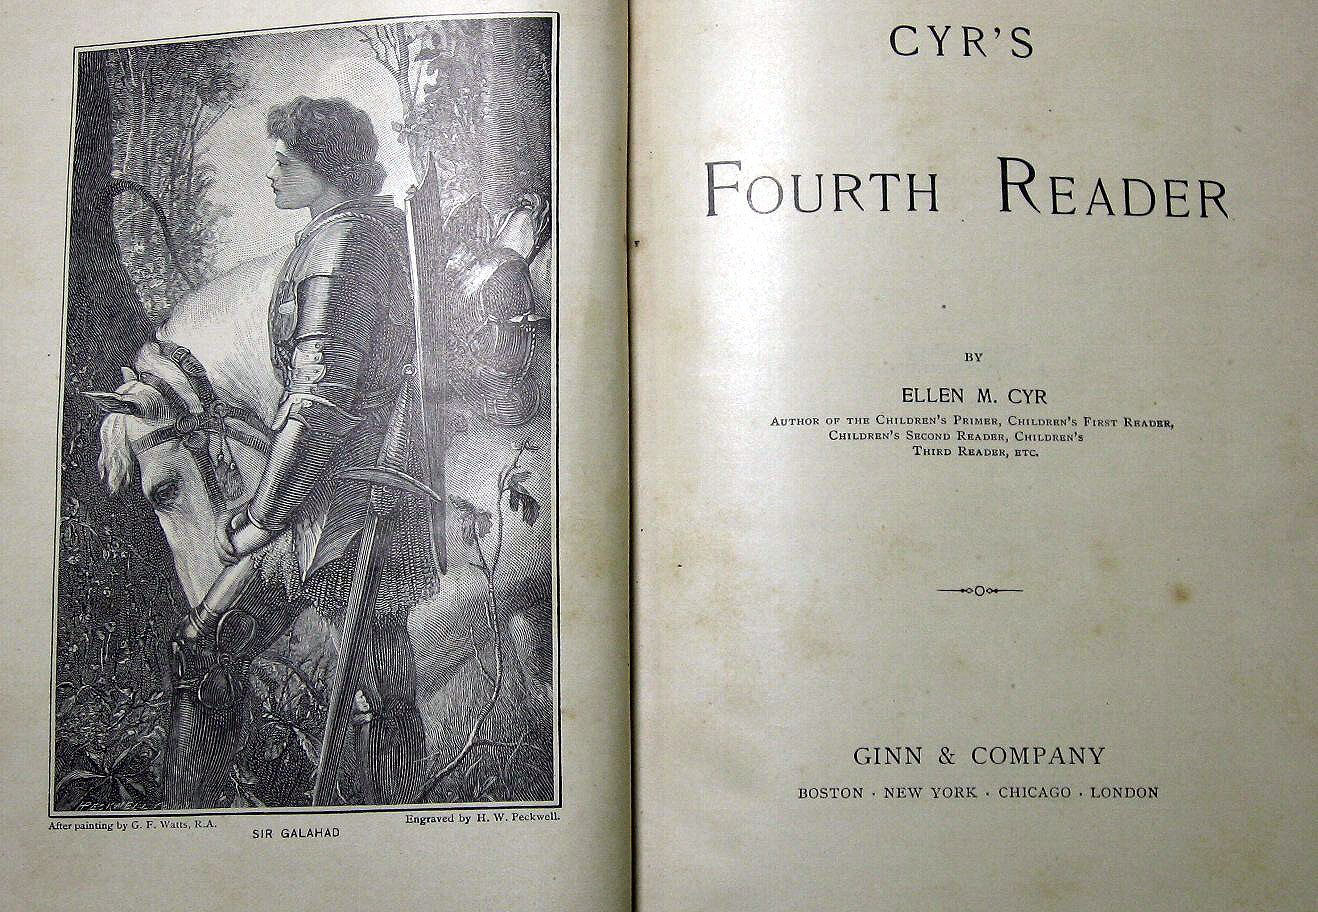 H PECKWELL
After painting by G. F. Watts, R.A.
Engraved by H. W. Peckwell.
SIR GALAHAD
CYR'S
FOURTH READER
BY
ELLEN M. CYR
AUTHOR OF THE CHILDREN'S PRIMER, CHILDREN'S FIRST READER,
CHILDREN'S SECOND READER, CHILDREN'S
THIRD READER, ETC.
GINN & COMPANY
BOSTON · NEW YORK · CHICAGO · LONDON